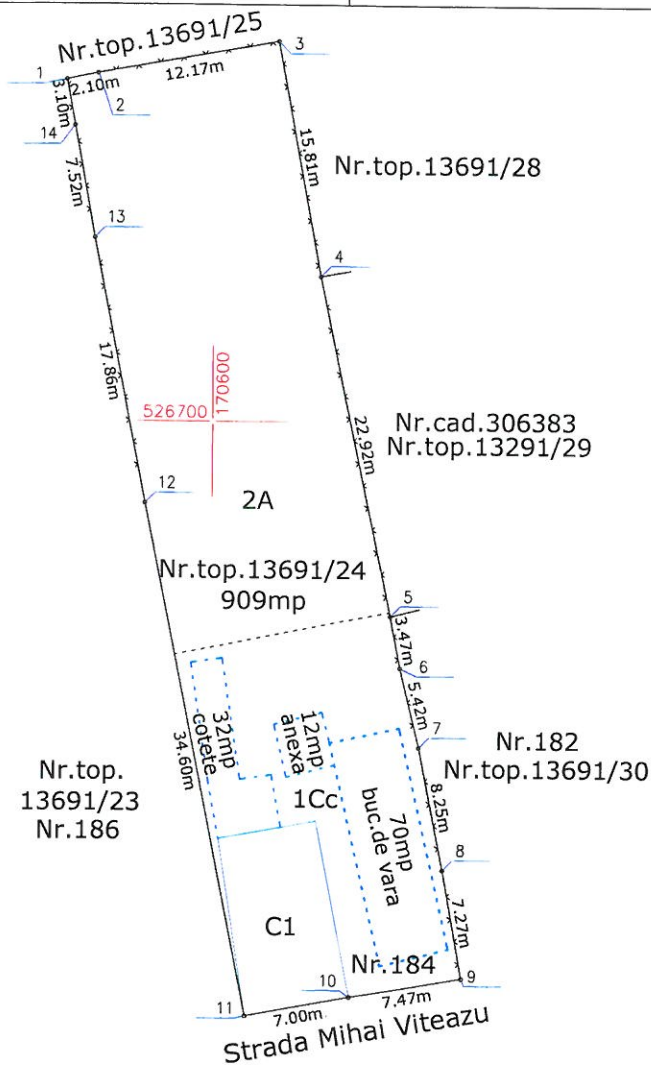 Nr.top.13691/25
3
1
2.10m
12.17m
3.10m
2
14
7.52m
15.81m
Nr.top.13691/28
13
4
17.86m
170600
526700
22.92m
Nr.cad.306383
Nr.top.13291/29
12
2A
Nr.top.13691/24
909mp
5
3.47m
6
5.42m
32mp
cotete
12mp
anexa
7
Nr.182
Nr.top.13691/30
34.60m
Nr.top.
13691/23
Nr.186
1Cc
70mp
buc.de vara
8.25m
8
7.27m
C1
Nr.184
9
10
11
7.00m
7.47m
Strada Mihai Viteazu